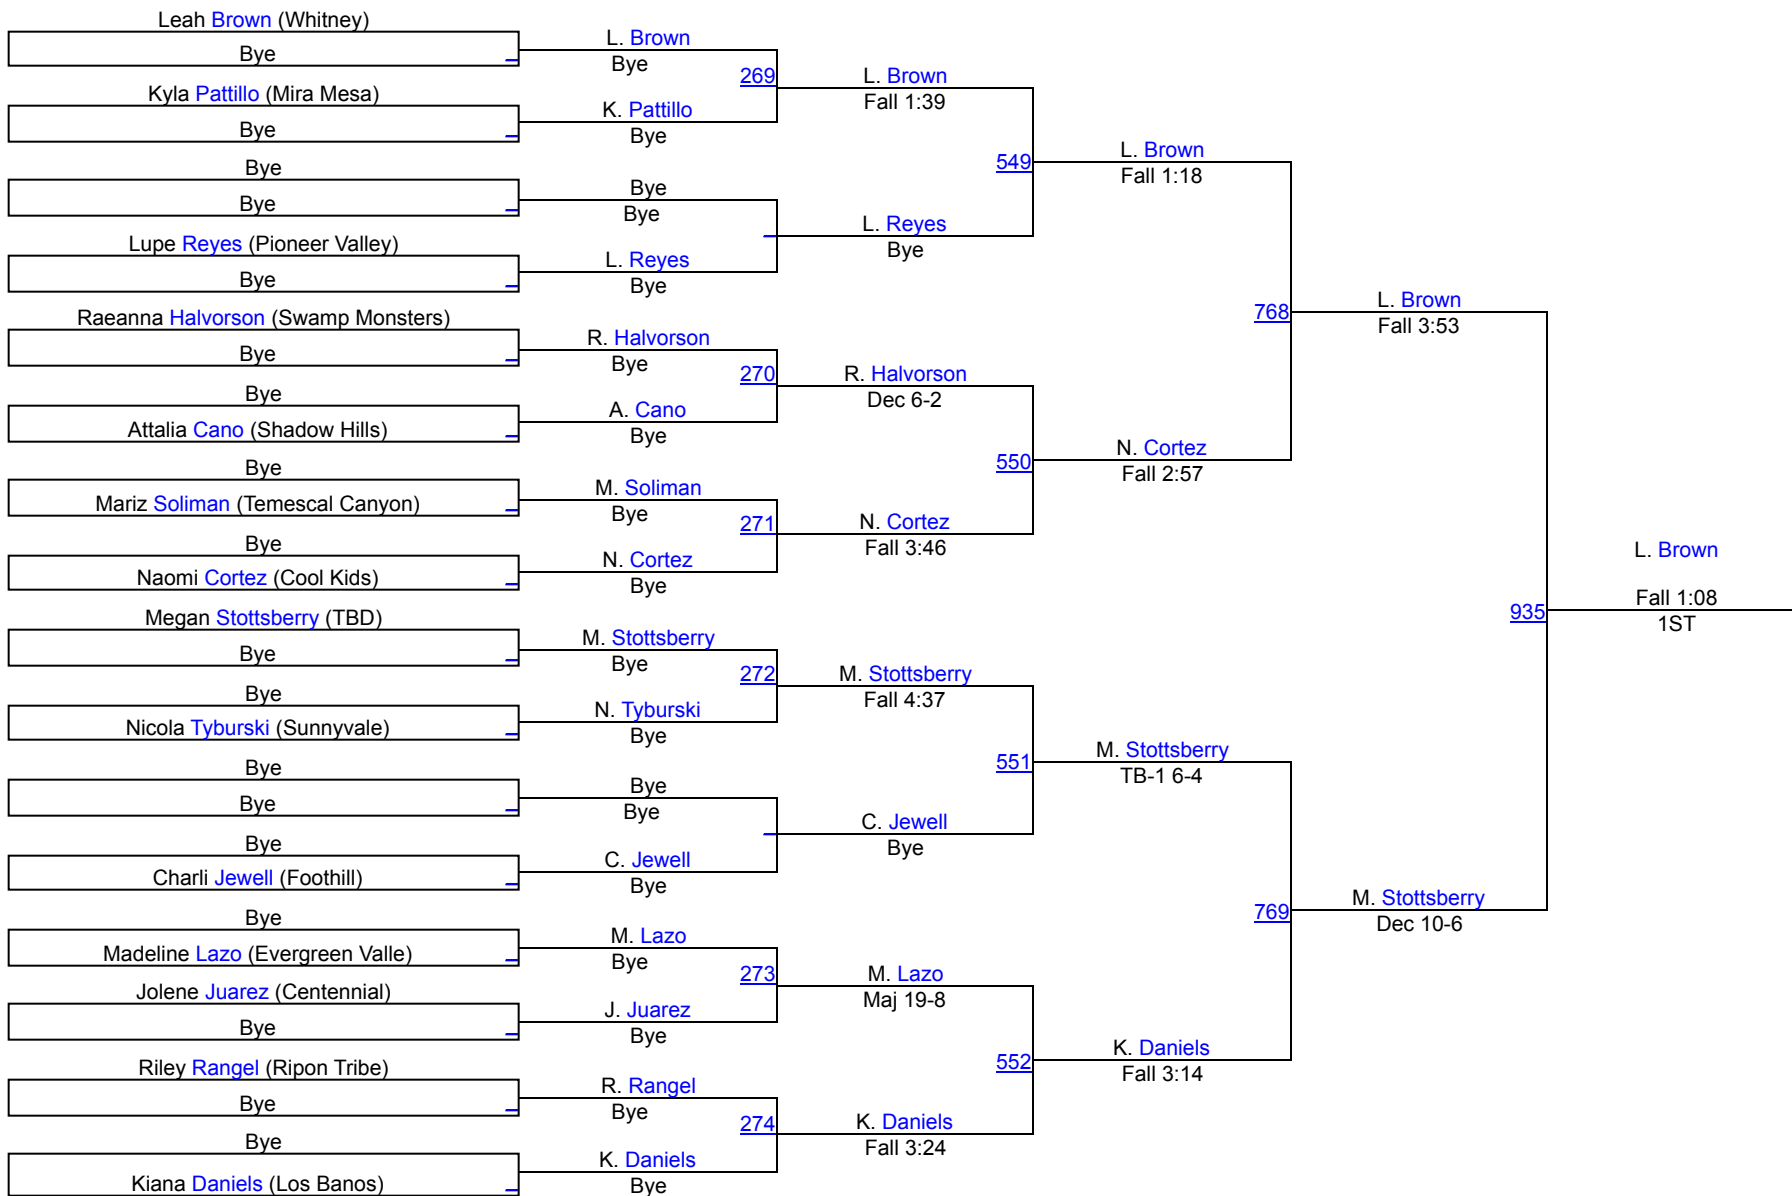 Leah Brown (Whitney)
Bye
Kyla Pattillo (Mira Mesa)
Bye
Bye
Bye
Lupe Reyes (Pioneer Valley)
Bye
Raeanna Halvorson (Swamp Monsters)
Bye
Bye
Attalia Cano (Shadow Hills)
Bye
Mariz Soliman (Temescal Canyon)
Bye
Naomi Cortez (Cool Kids)
Megan Stottsberry (TBD)
Bye
Bye
Nicola Tyburski (Sunnyvale)
Bye
Bye
Bye
Charli Jewell (Foothill)
Bye
Madeline Lazo (Evergreen Valle)
Jolene Juarez (Centennial)
Bye
Riley Rangel (Ripon Tribe)
Bye
Bye
Kiana Daniels (Los Banos)
L. Brown
Bye
269
K. Pattillo
Bye
Bye
Bye
L. Reyes
Bye
R. Halvorson
Bye
270
A. Cano
Bye
M. Soliman
Bye
271
N. Cortez
Bye
M. Stottsberry
Bye
272
N. Tyburski
Bye
Bye
Bye
C. Jewell
Bye
M. Lazo
Bye
273
J. Juarez
Bye
R. Rangel
Bye
274
K. Daniels
Bye
L. Brown
Fall 1:39
549
L. Reyes
Bye
R. Halvorson
Dec 6-2
550
N. Cortez
Fall 3:46
M. Stottsberry
Fall 4:37
551
C. Jewell
Bye
M. Lazo
Maj 19-8
552
K. Daniels
Fall 3:24
L. Brown
Fall 1:18
768
N. Cortez
Fall 2:57
M. Stottsberry
TB-1 6-4
769
K. Daniels
Fall 3:14
L. Brown
Fall 3:53
935
M. Stottsberry
Dec 10-6
L. Brown
Fall 1:08
1ST